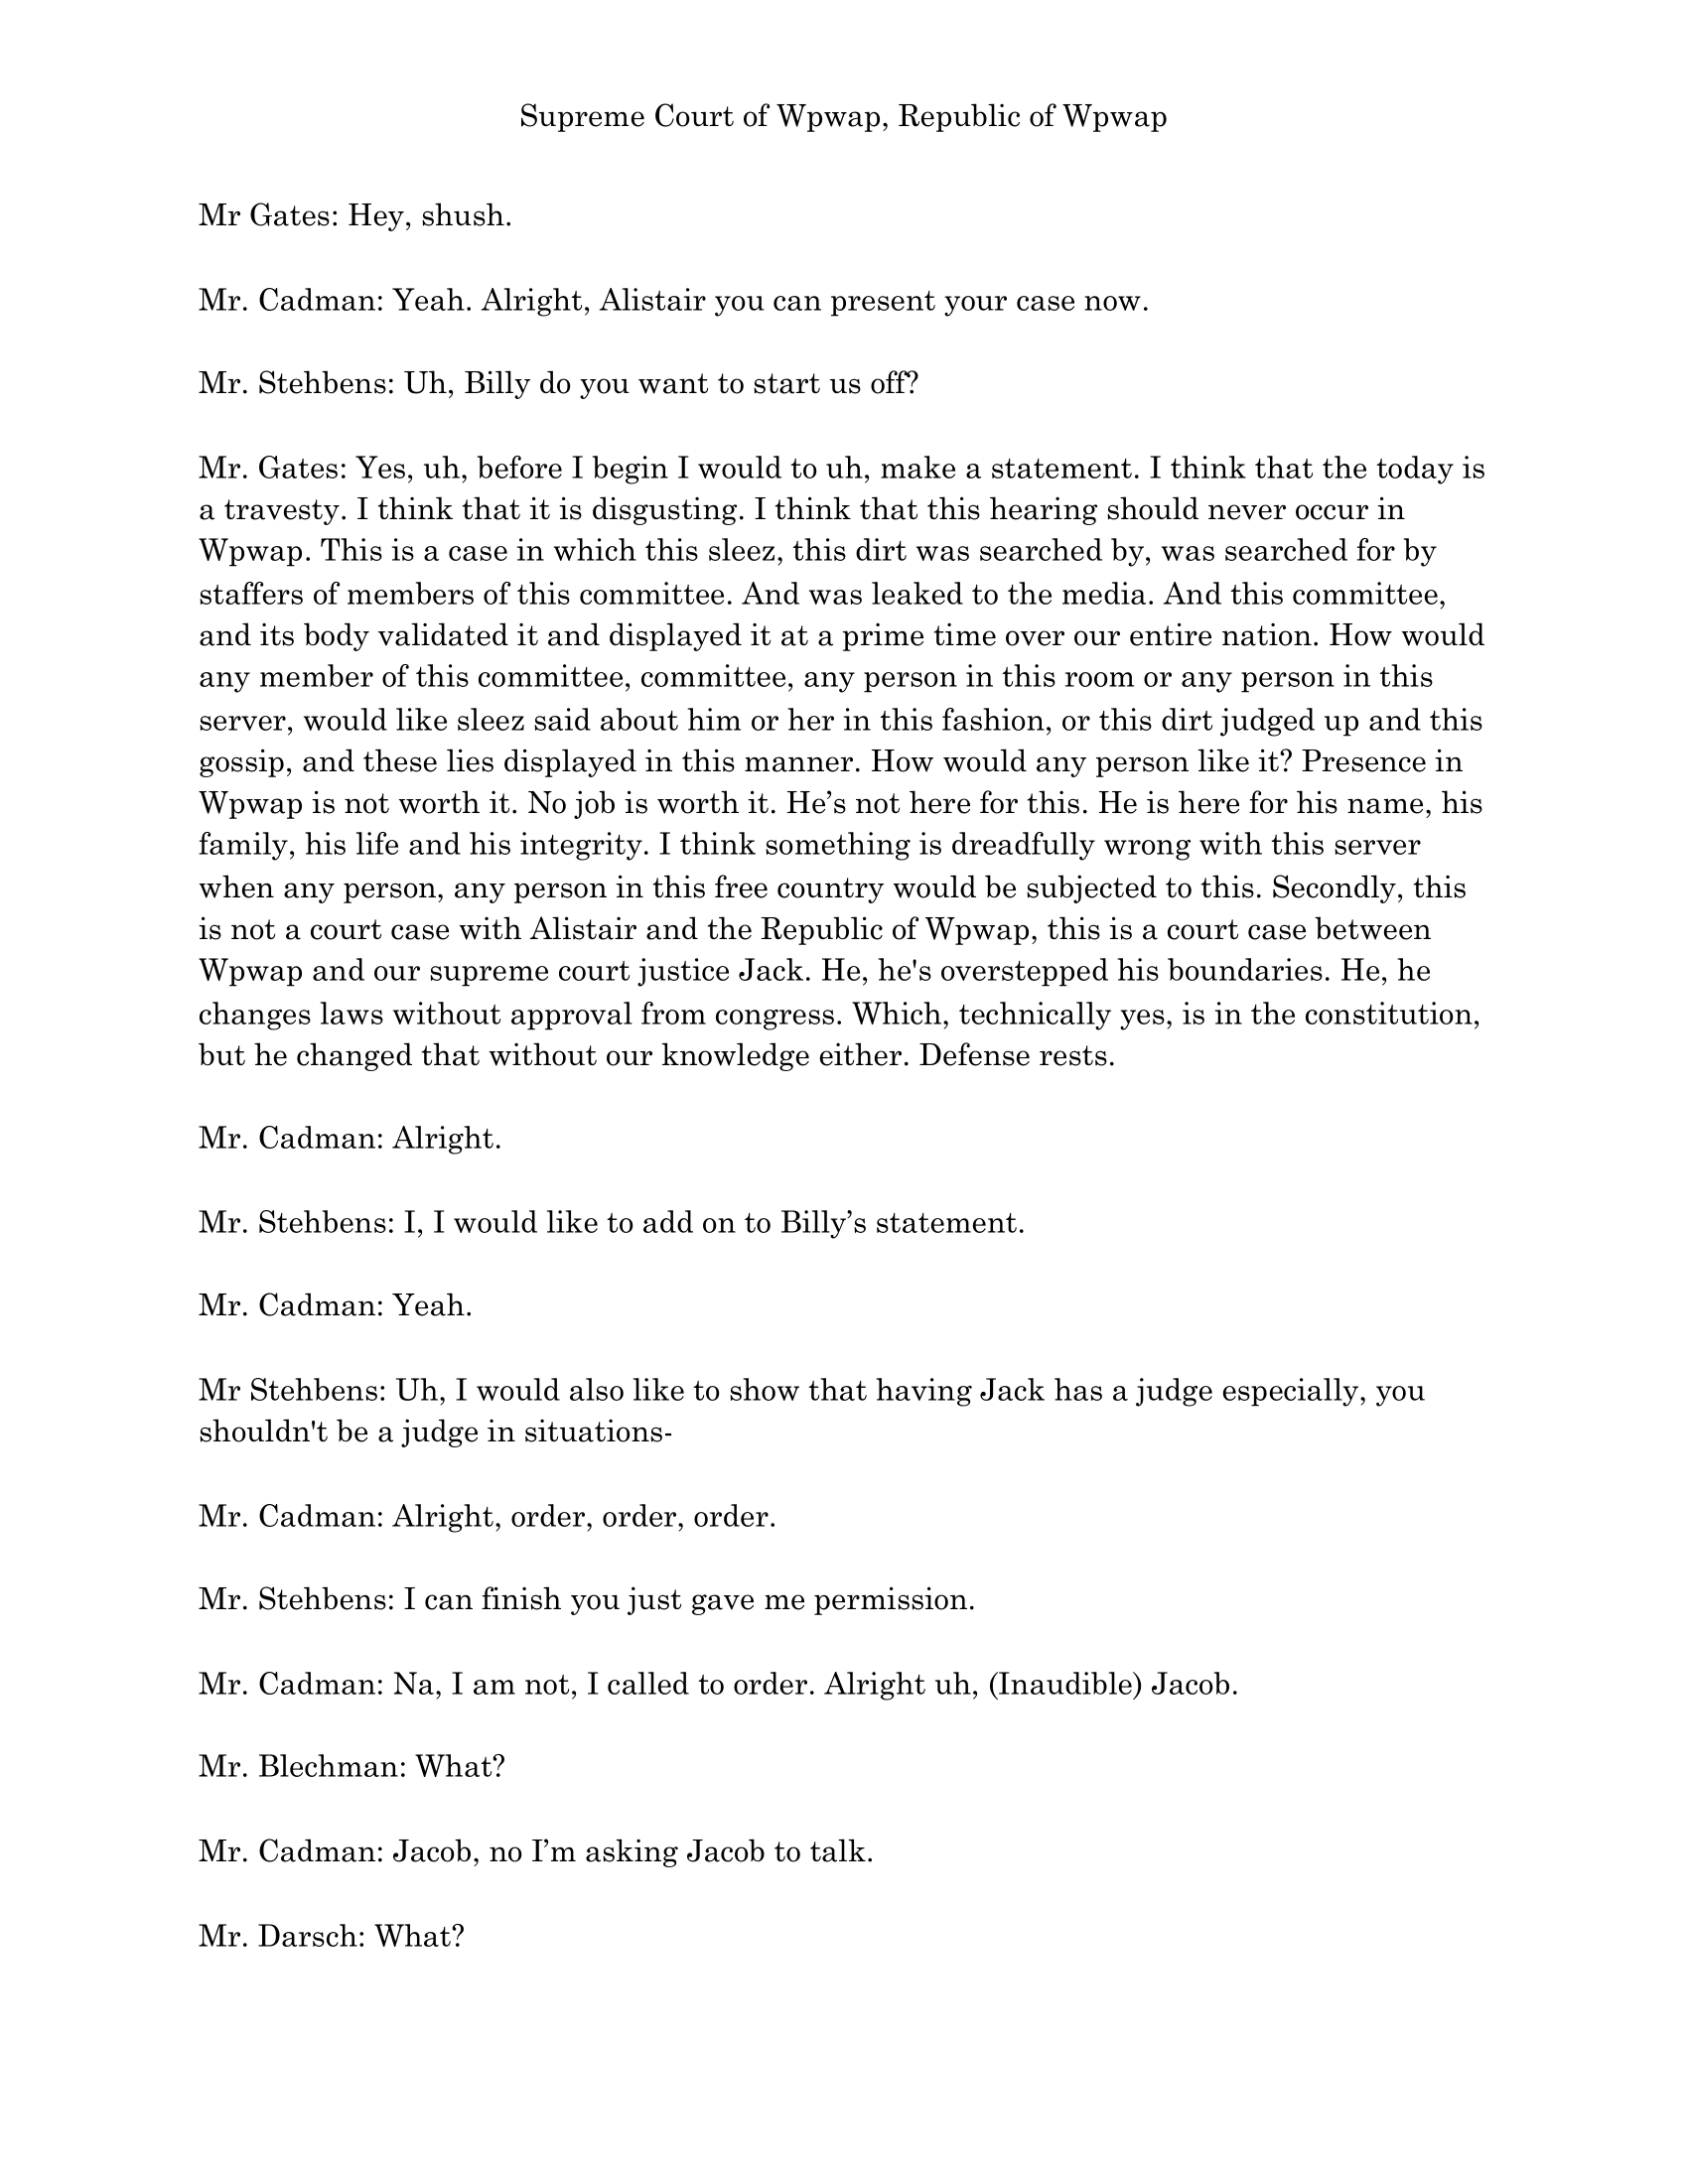 Supreme Court of Wpwap, Republic of Wpwap
Mr Gates: Hey, shush.
Mr. Cadman: Yeah. Alright, Alistair you can present your case now.
Mr. Stehbens: Uh, Billy do you want to start us off?
Mr. Gates: Yes, uh, before I begin I would to uh, make a statement. I think that the today is
a travesty. I think that it is disgusting. I think that this hearing should never occur in
Wpwap. This is a case in which this sleez, this dirt was searched by, was searched for by
staffers of members of this committee. And was leaked to the media. And this committee,
and its body validated it and displayed it at a prime time over our entire nation. How would
any member of this committee, committee, any person in this room or any person in this
server, would like sleez said about him or her in this fashion, or this dirt judged up and this
gossip, and these lies displayed in this manner. How would any person like it? Presence in
Wpwap is not worth it. No job is worth it. He’s not here for this. He is here for his name, his
family, his life and his integrity. I think something is dreadfully wrong with this server
when any person, any person in this free country would be subjected to this. Secondly, this
is not a court case with Alistair and the Republic of Wpwap, this is a court case between
Wpwap and our supreme court justice Jack. He, he's overstepped his boundaries. He, he
changes laws without approval from congress. Which, technically yes, is in the constitution,
but he changed that without our knowledge either. Defense rests.
Mr. Cadman: Alright.
Mr. Stehbens: I, I would like to add on to Billy’s statement.
Mr. Cadman: Yeah.
Mr Stehbens: Uh, I would also like to show that having Jack has a judge especially, you
shouldn't be a judge in situations-
Mr. Cadman: Alright, order, order, order.
Mr. Stehbens: I can finish you just gave me permission.
Mr. Cadman: Na, I am not, I called to order. Alright uh, (Inaudible) Jacob.
Mr. Blechman: What?
Mr. Cadman: Jacob, no I’m asking Jacob to talk.
Mr. Darsch: What?